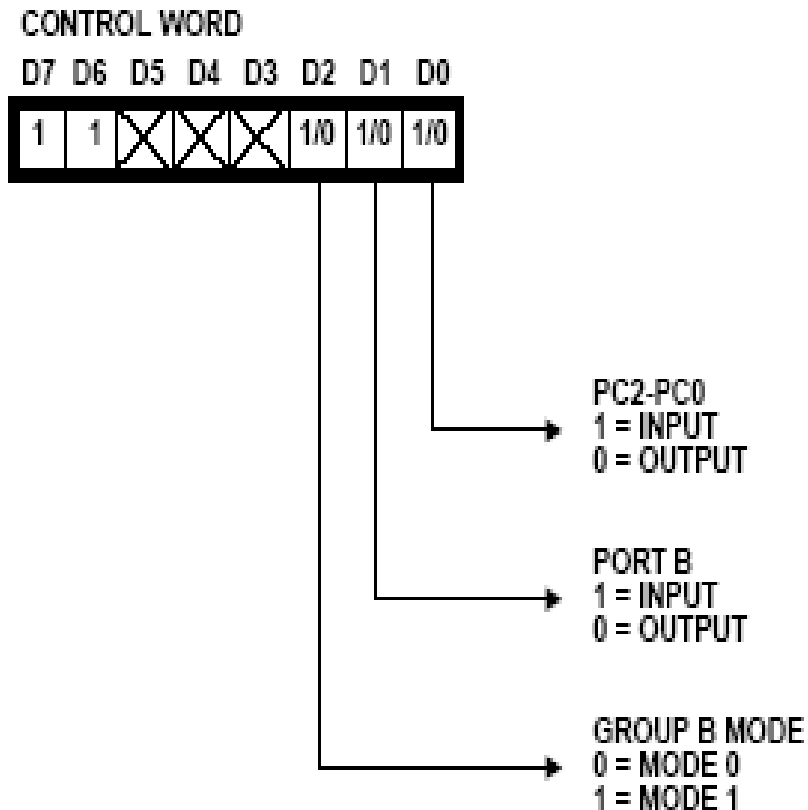 CONTROL WORD
D7 D6 D5 D4 D3 D2 D1 D0
1 1 1/0 1/0 1/0
PC2-PC0
1 = INPUT
0 = OUTPUT
PORT B
1 = INPUT
0 = OUTPUT
GROUP B MODE
0 = MODE 0
1 = MODE 1